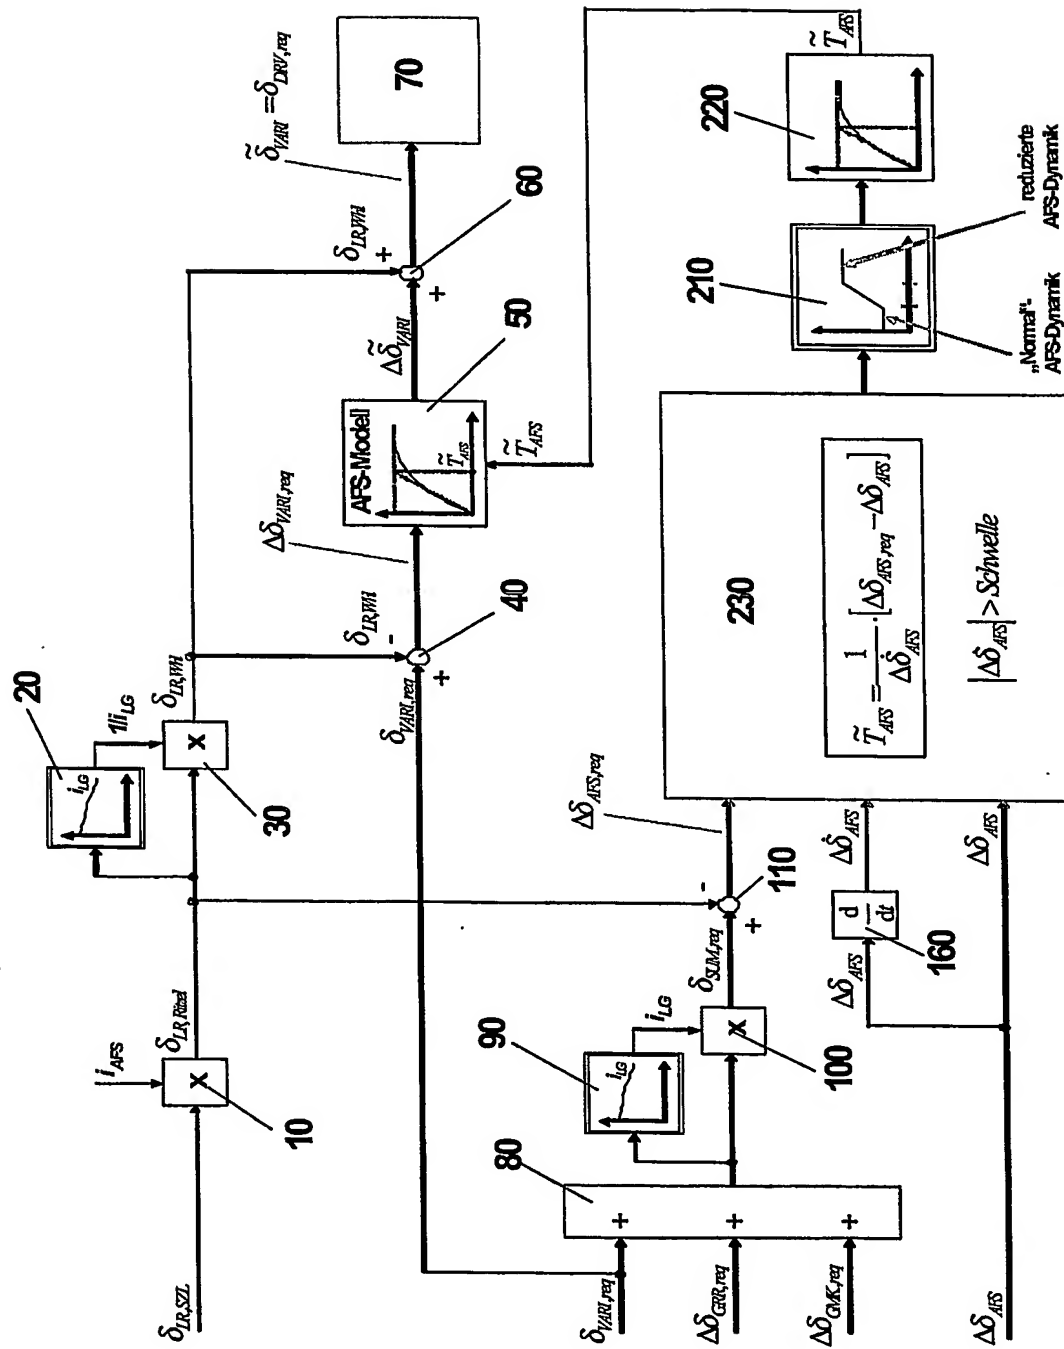 δ_LR,SZL
i_AFS
10
X
δ_LR,Ritzel
20
i_LG
1/i_LG
30
X
δ_LR,WH
δ_VARI,req
δ_LR,WH
-
+
40
Δδ_VARI,req
AFS-Modell
T̃_AFS
50
T̃_AFS
Δδ̃_VARI
δ_LR,WH
+
+
60
δ̃_VARI = δ_DRV,req
70
δ_VARI,req
Δδ_GRR,req
Δδ_GMK,req
Δδ_AFS
80
+
+
+
90
i_LG
i_LG
X
100
δ_SUM,req
-
+
110
Δδ_AFS,req
Δδ_AFS
d
dt
160
Δδ̇_AFS
Δδ_AFS
230
T̃_AFS = 1/Δδ̇_AFS · [Δδ_AFS,req - Δδ_AFS]
|Δδ̇_AFS| > Schwelle
210
„Normal“-
AFS-Dynamik
reduzierte
AFS-Dynamik
220
T̃_AFS